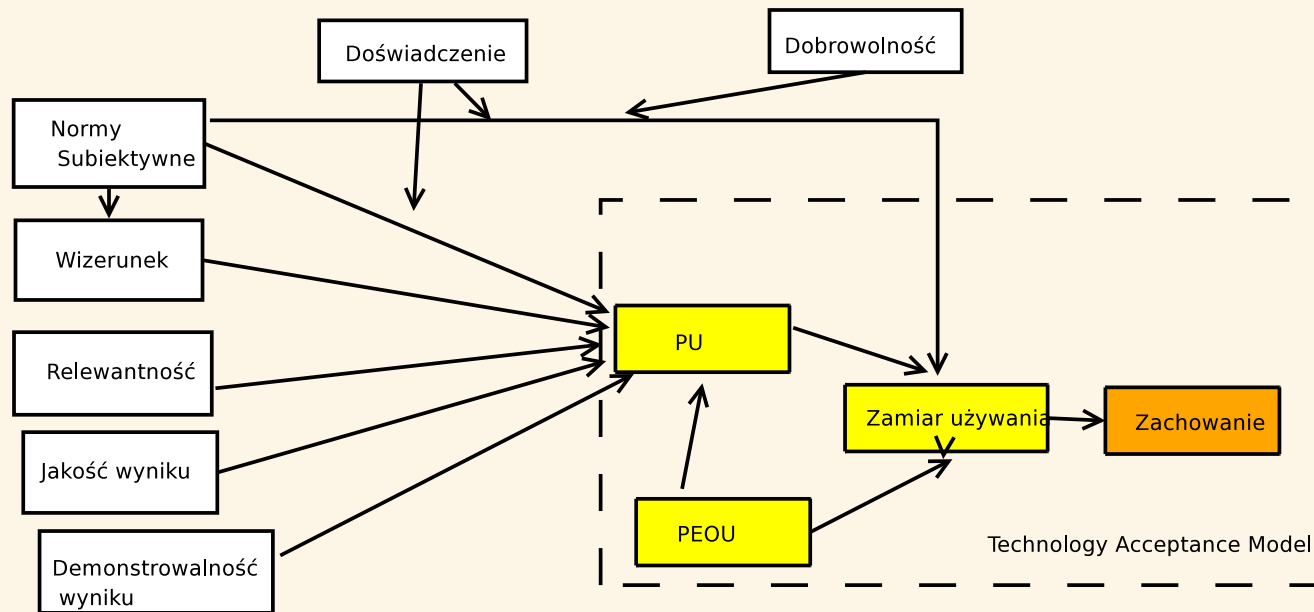 Doświadczenie
Dobrowolność
Normy
Subiektywne
Wizerunek
Relewantność
PU
Zamiar używania
Zachowanie
Jakość wyniku
PEOU
Technology Acceptance Model
Demonstrowalność
wyniku